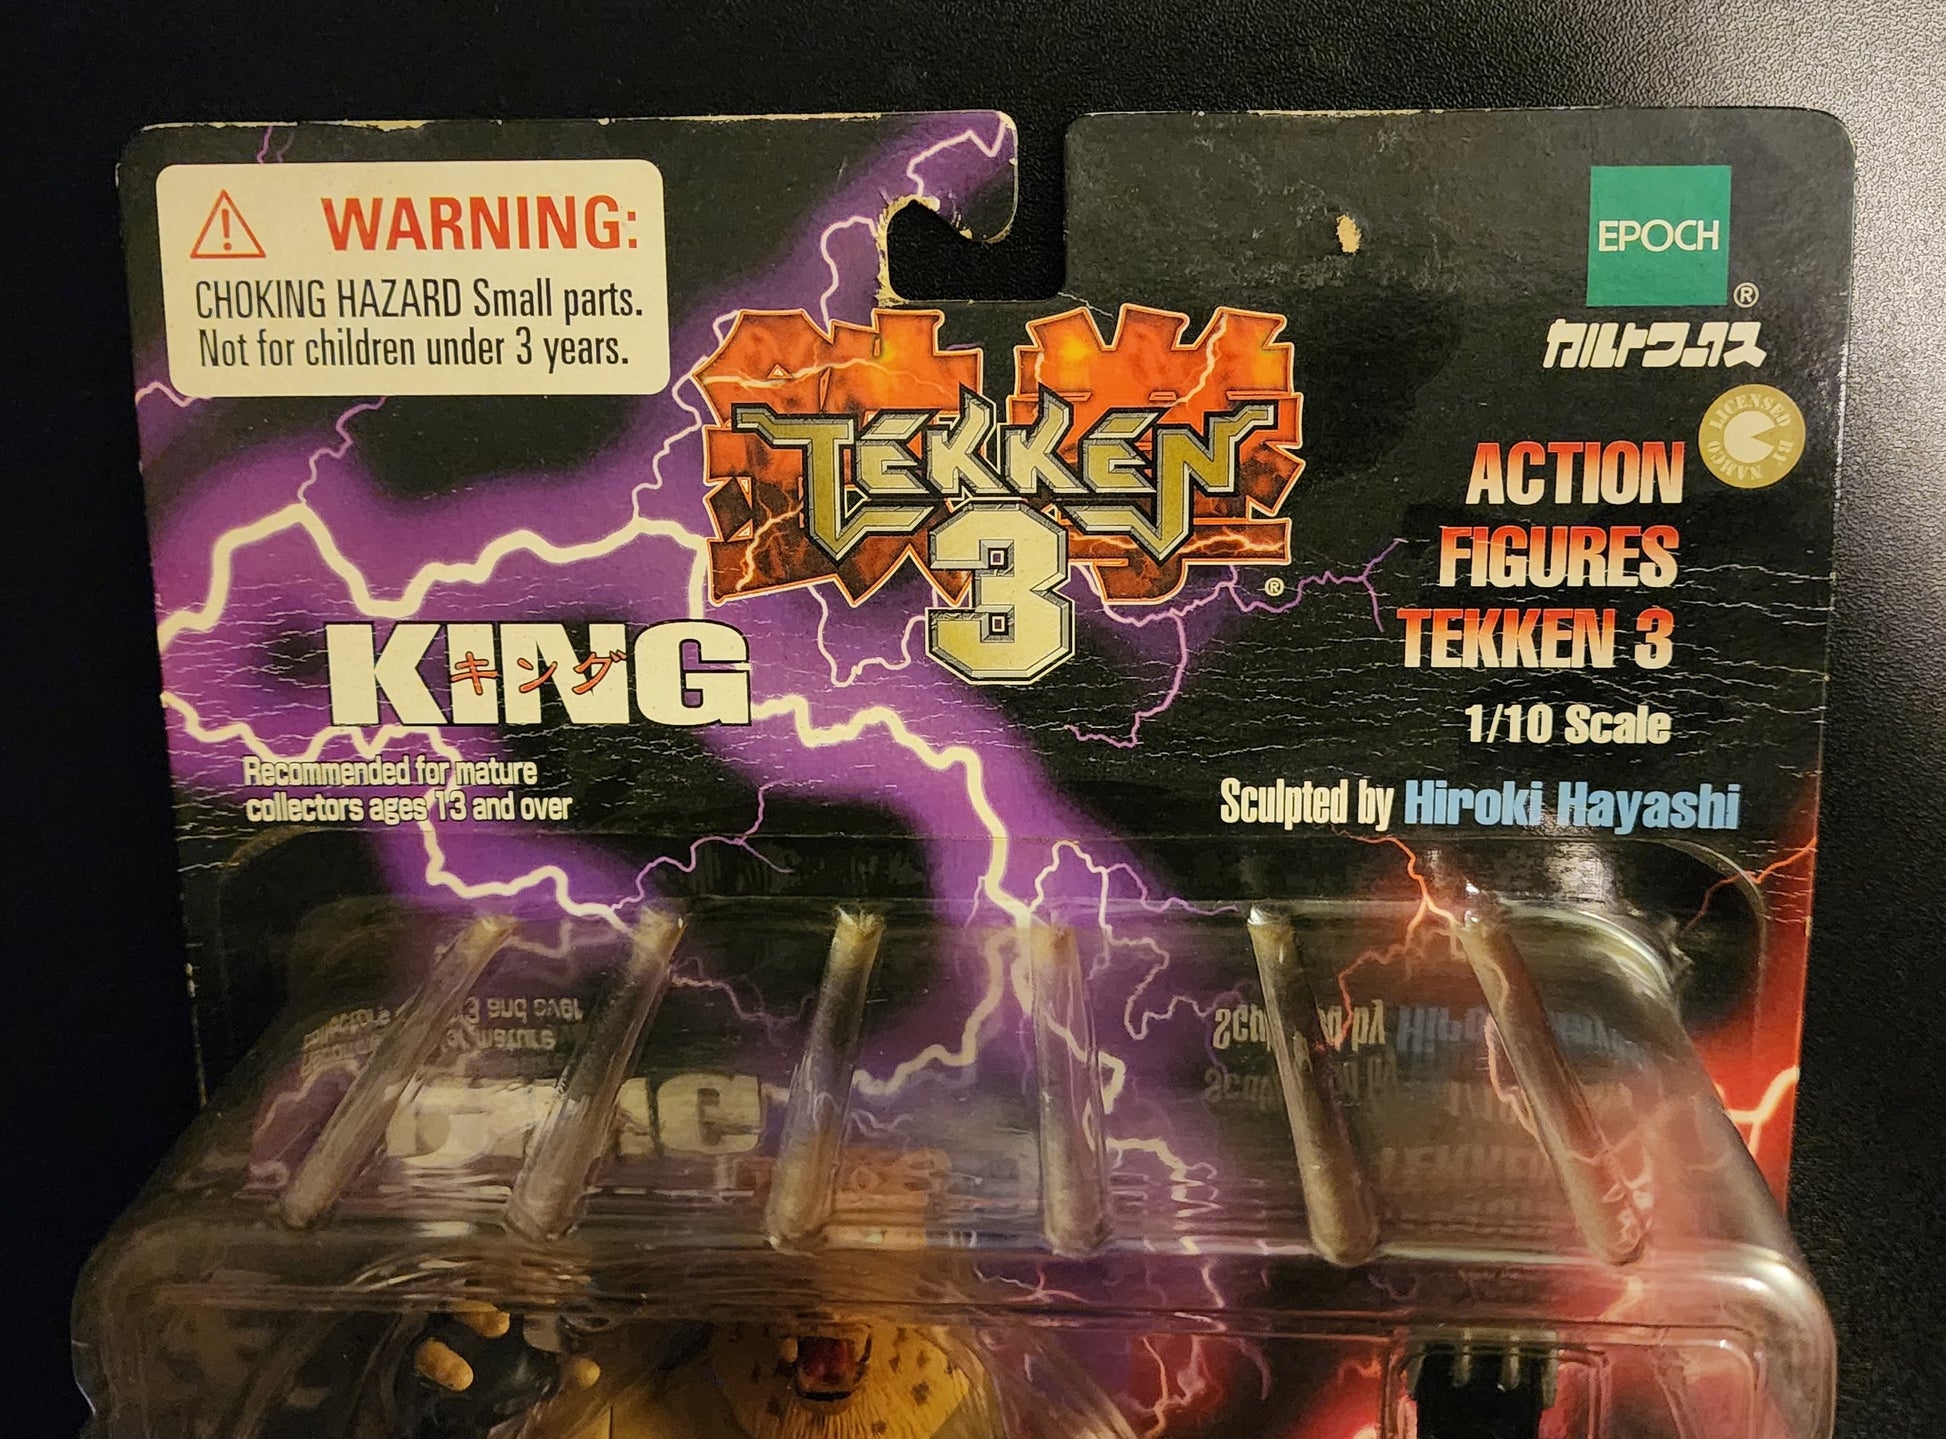 WARNING:
CHOKING HAZARD Small parts.
Not for children under 3 years.
EPOCH
®
カルトワークス
LICENSED BY NAMCO
鉄拳
TEKKEN
3
®
ACTION
FIGURES
TEKKEN 3
1/10 Scale
Sculpted by Hiroki Hayashi
KING
キング
Recommended for mature
collectors ages 13 and over